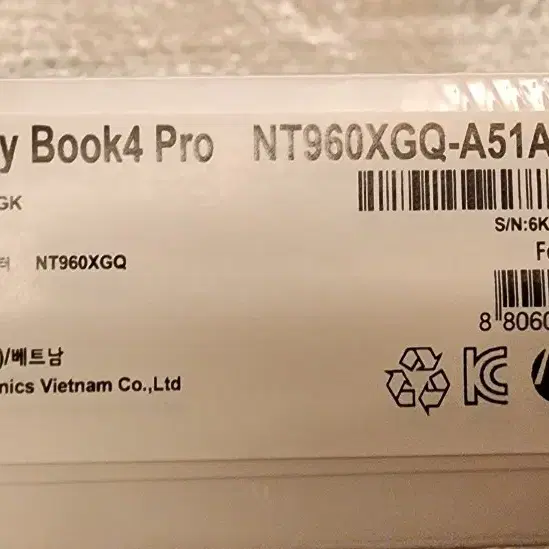 y Book4 Pro NT960XGQ-A51A
GK
S/N:6K
터 NT960XGQ
Fe
8 8060
)/베트남
nics Vietnam Co.,Ltd